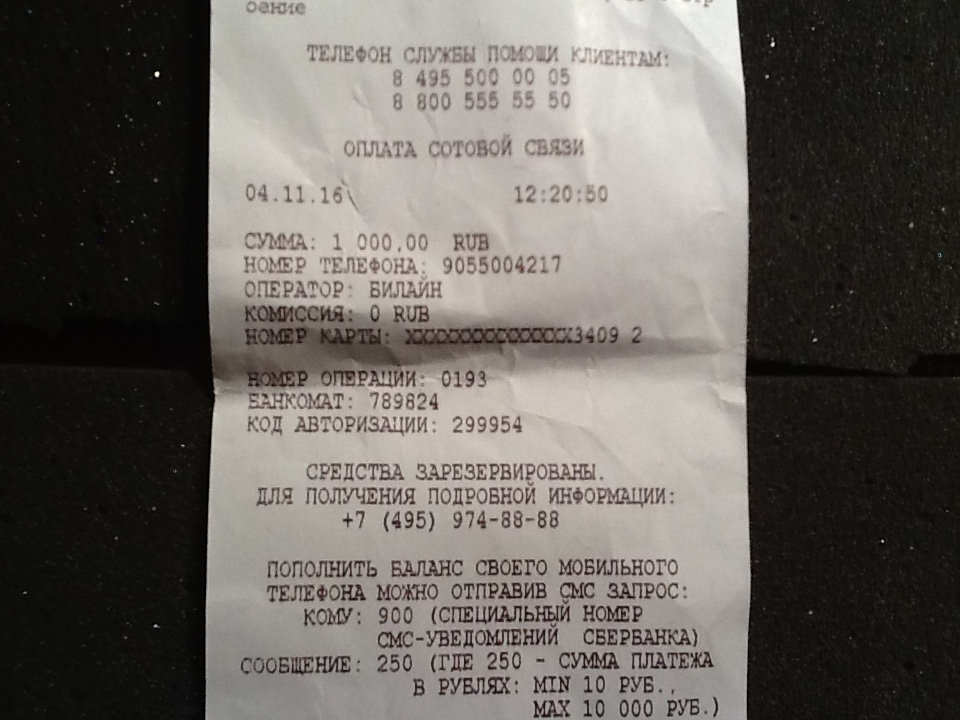 оение
ТЕЛЕФОН СЛУЖБЫ ПОМОЩИ КЛИЕНТАМ:
8 495 500 00 05
8 800 555 55 50
ОПЛАТА СОТОВОЙ СВЯЗИ
04.11.16 12:20:50
СУММА: 1 000,00 RUB
НОМЕР ТЕЛЕФОНА: 9055004217
ОПЕРАТОР: БИЛАЙН
КОМИССИЯ: 0 RUB
НОМЕР КАРТЫ: XXXXXXXXXXXXXX3409 2
НОМЕР ОПЕРАЦИИ: 0193
БАНКОМАТ: 789824
КОД АВТОРИЗАЦИИ: 299954
СРЕДСТВА ЗАРЕЗЕРВИРОВАНЫ.
ДЛЯ ПОЛУЧЕНИЯ ПОДРОБНОЙ ИНФОРМАЦИИ:
+7 (495) 974-88-88
ПОПОЛНИТЬ БАЛАНС СВОЕГО МОБИЛЬНОГО
ТЕЛЕФОНА МОЖНО ОТПРАВИВ СМС ЗАПРОС:
КОМУ: 900 (СПЕЦИАЛЬНЫЙ НОМЕР
СМС-УВЕДОМЛЕНИЙ СБЕРБАНКА)
СООБЩЕНИЕ: 250 (ГДЕ 250 - СУММА ПЛАТЕЖА
В РУБЛЯХ: MIN 10 РУБ.,
MAX 10 000 РУБ.)